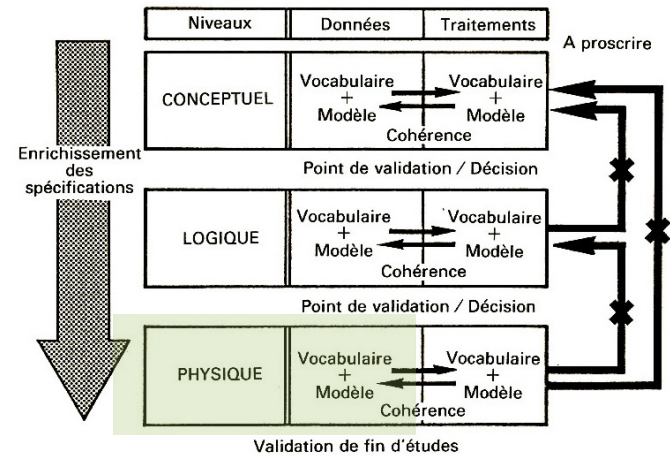 Niveaux Données Traitements
A proscrire
CONCEPTUEL
Vocabulaire + Modèle
Vocabulaire + Modèle
Cohérence
Enrichissement
des
spécifications
Point de validation / Décision
LOGIQUE
Vocabulaire + Modèle
Vocabulaire + Modèle
Cohérence
Point de validation / Décision
PHYSIQUE
Vocabulaire + Modèle
Vocabulaire + Modèle
Cohérence
Validation de fin d'études